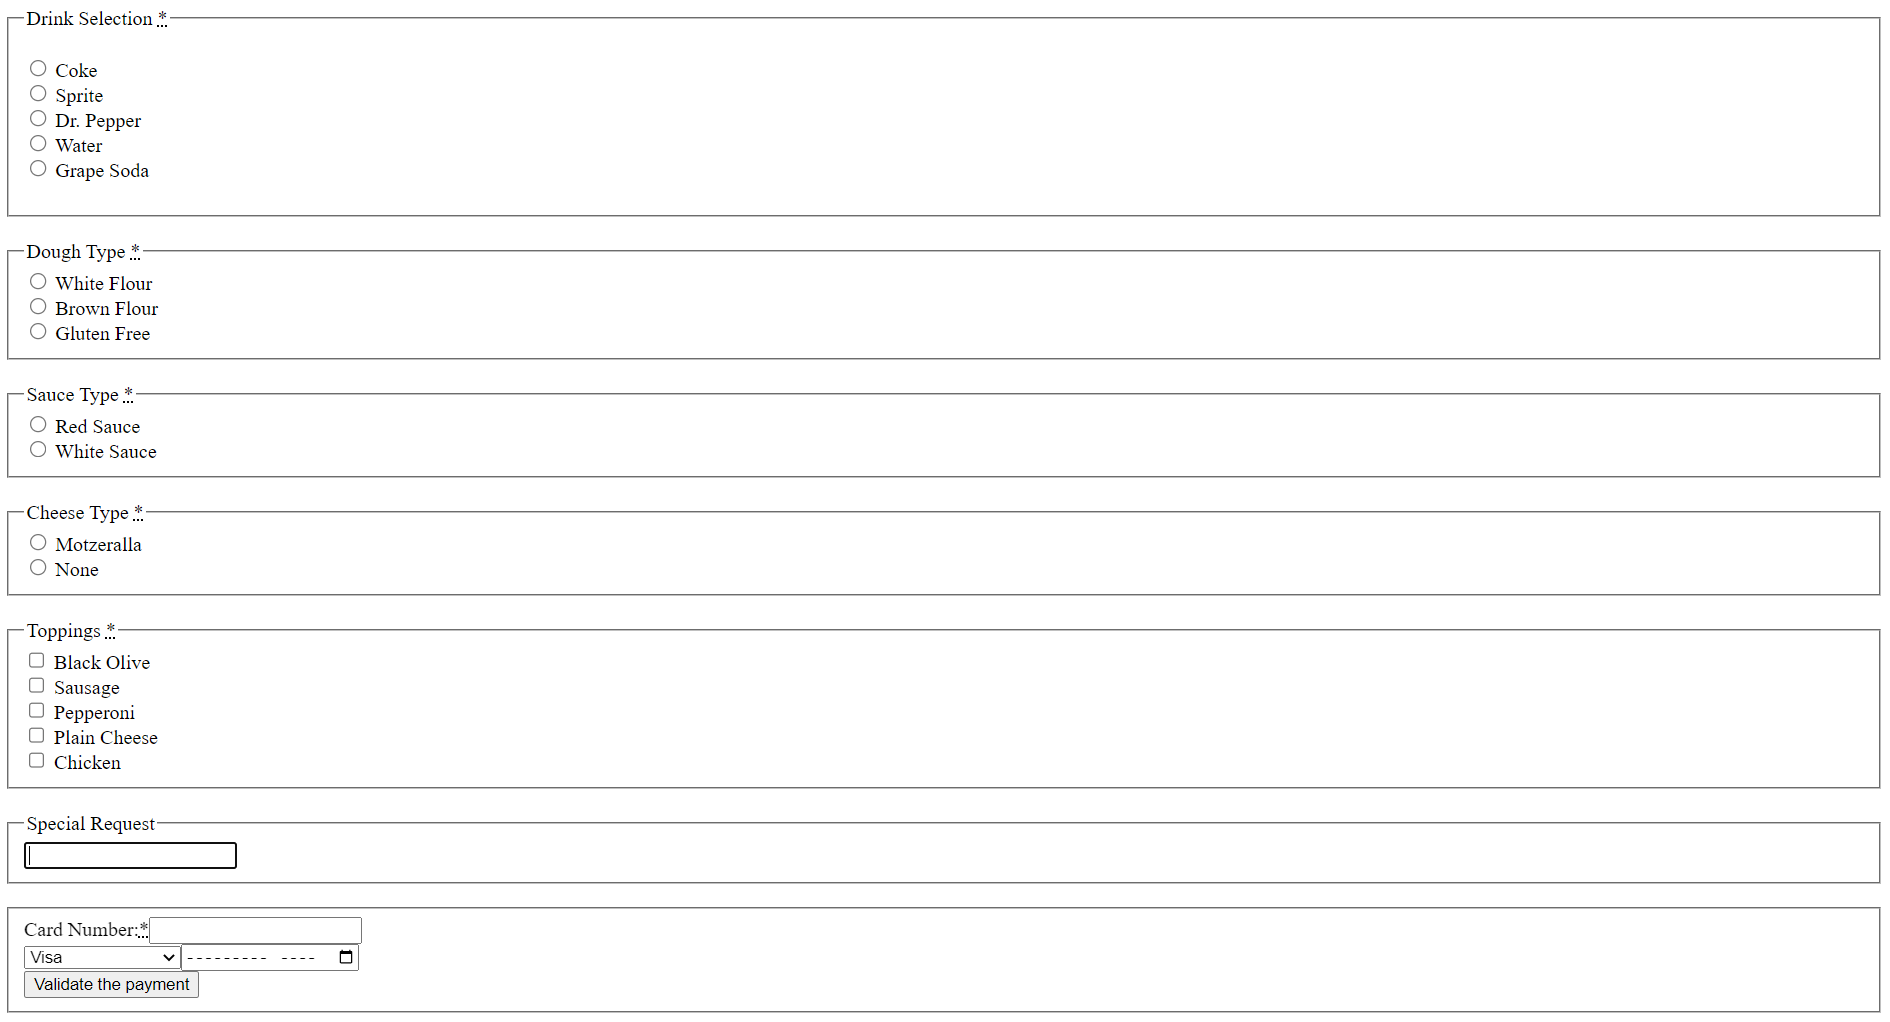 Drink Selection *
Coke
Sprite
Dr. Pepper
Water
Grape Soda
Dough Type *
White Flour
Brown Flour
Gluten Free
Sauce Type *
Red Sauce
White Sauce
Cheese Type *
Motzeralla
None
Toppings *
Black Olive
Sausage
Pepperoni
Plain Cheese
Chicken
Special Request
Card Number:*
Visa --------- ----
Validate the payment